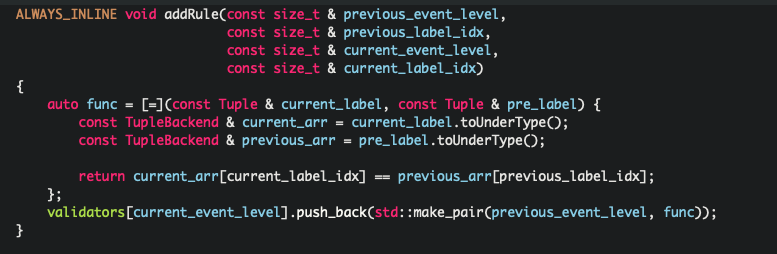 ALWAYS_INLINE void addRule(const size_t & previous_event_level,
                           const size_t & previous_label_idx,
                           const size_t & current_event_level,
                           const size_t & current_label_idx)
{
    auto func = [=](const Tuple & current_label, const Tuple & pre_label) {
        const TupleBackend & current_arr = current_label.toUnderType();
        const TupleBackend & previous_arr = pre_label.toUnderType();

        return current_arr[current_label_idx] == previous_arr[previous_label_idx];
    };
    validators[current_event_level].push_back(std::make_pair(previous_event_level, func));
}